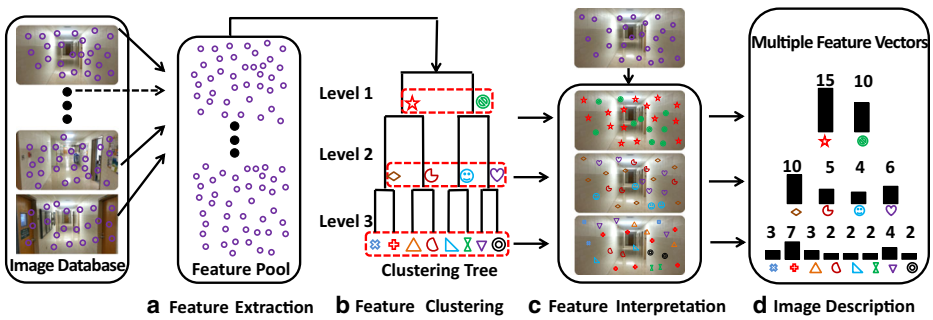 Image Database
Feature Pool
a Feature Extraction
Level 1
Level 2
Level 3
Clustering Tree
b Feature Clustering
c Feature Interpretation
Multiple Feature Vectors
15 10
10 5 4 6
3 7 3 2 2 2 4 2
d Image Description